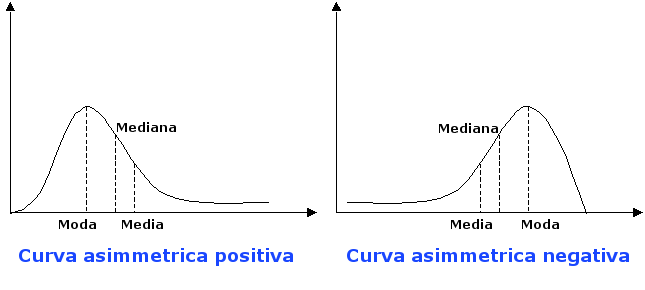 Mediana
Moda
Media
Curva asimmetrica positiva
Mediana
Media
Moda
Curva asimmetrica negativa